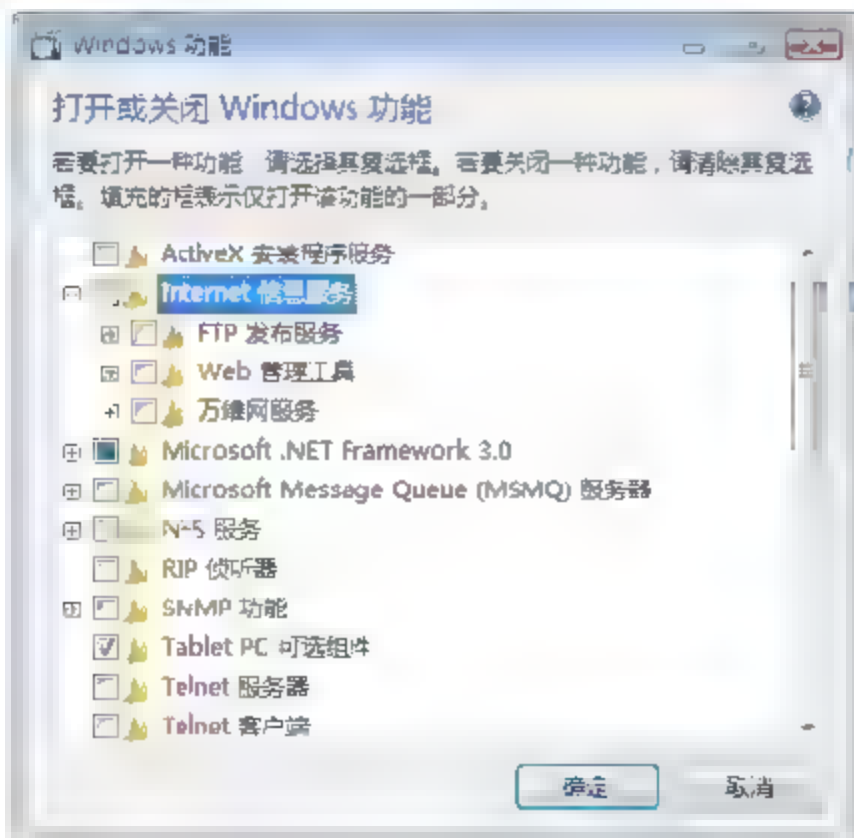 Windows 功能
打开或关闭 Windows 功能
若要打开一种功能，请选择其复选框。若要关闭一种功能，请清除其复选
框。填充的框表示仅打开该功能的一部分。
ActiveX 安装程序服务
Internet 信息服务
FTP 发布服务
Web 管理工具
万维网服务
Microsoft .NET Framework 3.0
Microsoft Message Queue (MSMQ) 服务器
NFS 服务
RIP 侦听器
SNMP 功能
Tablet PC 可选组件
Telnet 服务器
Telnet 客户端
确定
取消